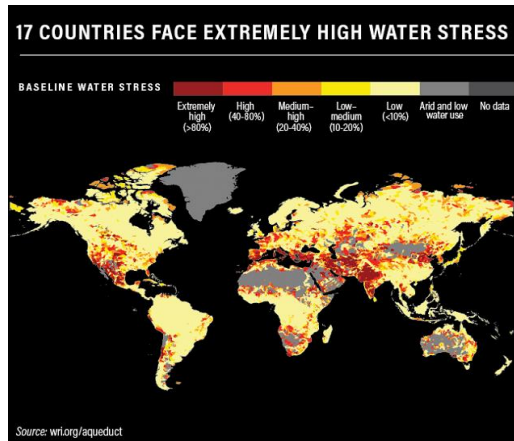 17 COUNTRIES FACE EXTREMELY HIGH WATER STRESS
BASELINE WATER STRESS
Extremely high (>80%)
High (40-80%)
Medium–high (20-40%)
Low–medium (10-20%)
Low (<10%)
Arid and low water use
No data
Source: wri.org/aqueduct